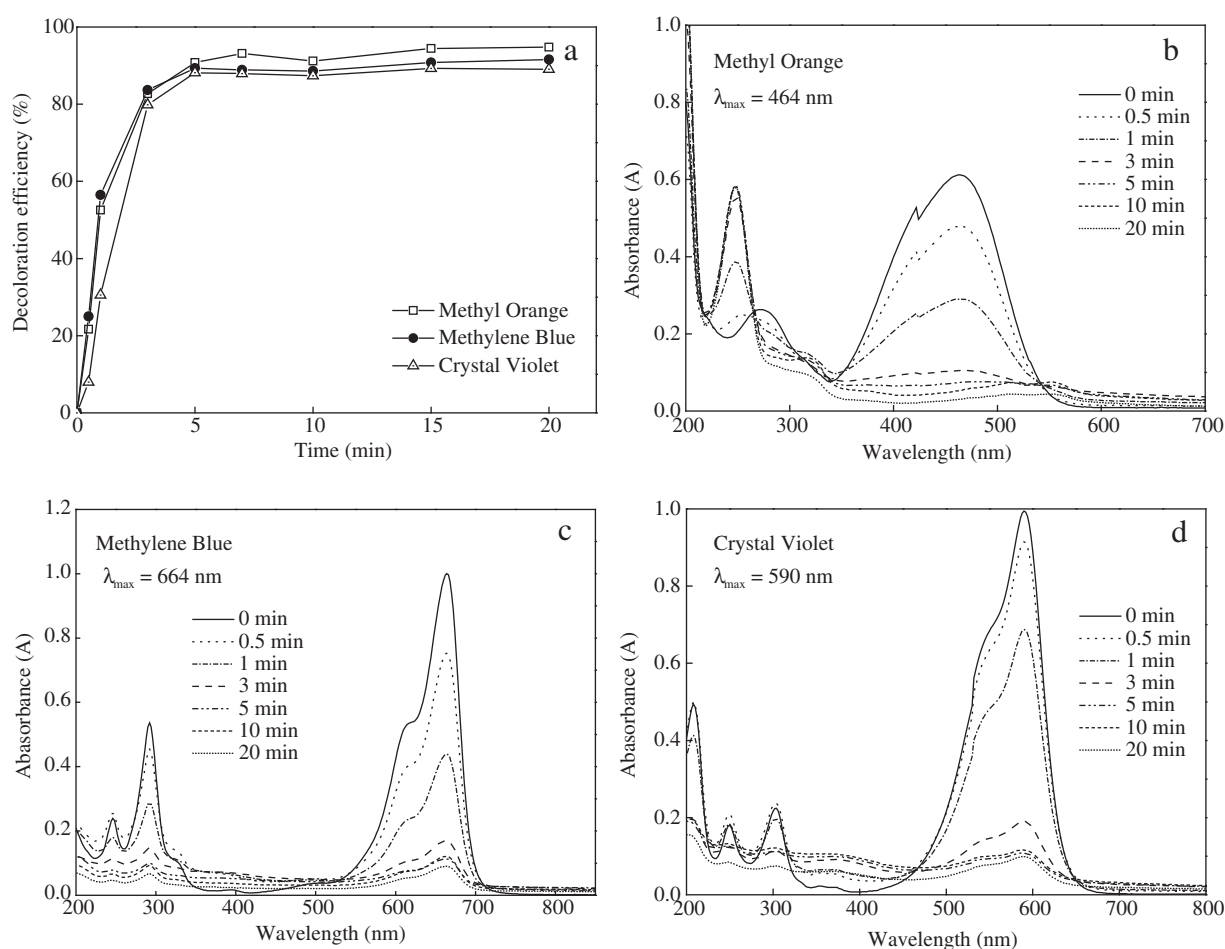 a
100
80
60
40
20
0
Decoloration efficiency (%)
Methyl Orange
Methylene Blue
Crystal Violet
0
5
10
15
20
Time (min)
b
Methyl Orange
λmax = 464 nm
0 min
0.5 min
1 min
3 min
5 min
10 min
20 min
1.0
0.8
0.6
0.4
0.2
0.0
Absorbance (A)
200
300
400
500
600
700
Wavelength (nm)
c
Methylene Blue
λmax = 664 nm
0 min
0.5 min
1 min
3 min
5 min
10 min
20 min
1.2
1.0
0.8
0.6
0.4
0.2
0.0
Abasorbance (A)
200
300
400
500
600
700
800
Wavelength (nm)
d
Crystal Violet
λmax = 590 nm
0 min
0.5 min
1 min
3 min
5 min
10 min
20 min
1.0
0.8
0.6
0.4
0.2
0.0
Abasorbance (A)
200
300
400
500
600
700
800
Wavelength (nm)